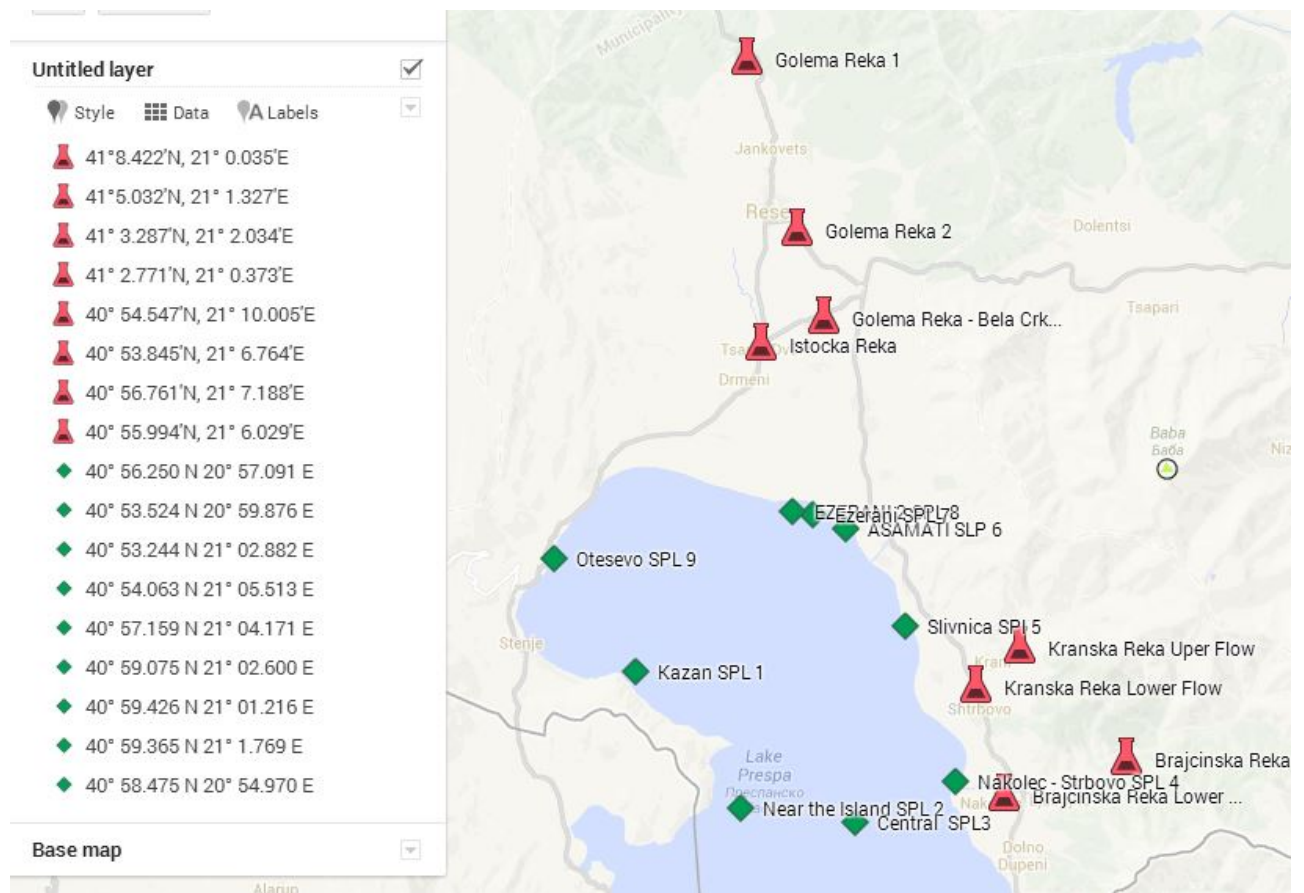 Untitled layer
Style Data Labels
41°8.422'N, 21° 0.035'E
41°5.032'N, 21° 1.327'E
41° 3.287'N, 21° 2.034'E
41° 2.771'N, 21° 0.373'E
40° 54.547'N, 21° 10.005'E
40° 53.845'N, 21° 6.764'E
40° 56.761'N, 21° 7.188'E
40° 55.994'N, 21° 6.029'E
40° 56.250 N 20° 57.091 E
40° 53.524 N 20° 59.876 E
40° 53.244 N 21° 02.882 E
40° 54.063 N 21° 05.513 E
40° 57.159 N 21° 04.171 E
40° 59.075 N 21° 02.600 E
40° 59.426 N 21° 01.216 E
40° 59.365 N 21° 1.769 E
40° 58.475 N 20° 54.970 E
Base map
Municipality
Golema Reka 1
Jankovets
Golema Reka 2
Dolentsi
Tsapari
Golema Reka - Bela Crk...
Istocka Reka
Drmeni
Baba
Баба
Ezerani SPL 7
ASAMATI SLP 6
Otesevo SPL 9
Slivnica SPL 5
Stenje
Kranska Reka Uper Flow
Krani
Kazan SPL 1
Kranska Reka Lower Flow
Shtrbovo
Lake
Prespa
Brajcinska Reka
Nakolec - Strbovo SPL 4
Brajcinska Reka Lower ...
Near the Island SPL 2
Central SPL3
Dolno
Dupeni
Alarup